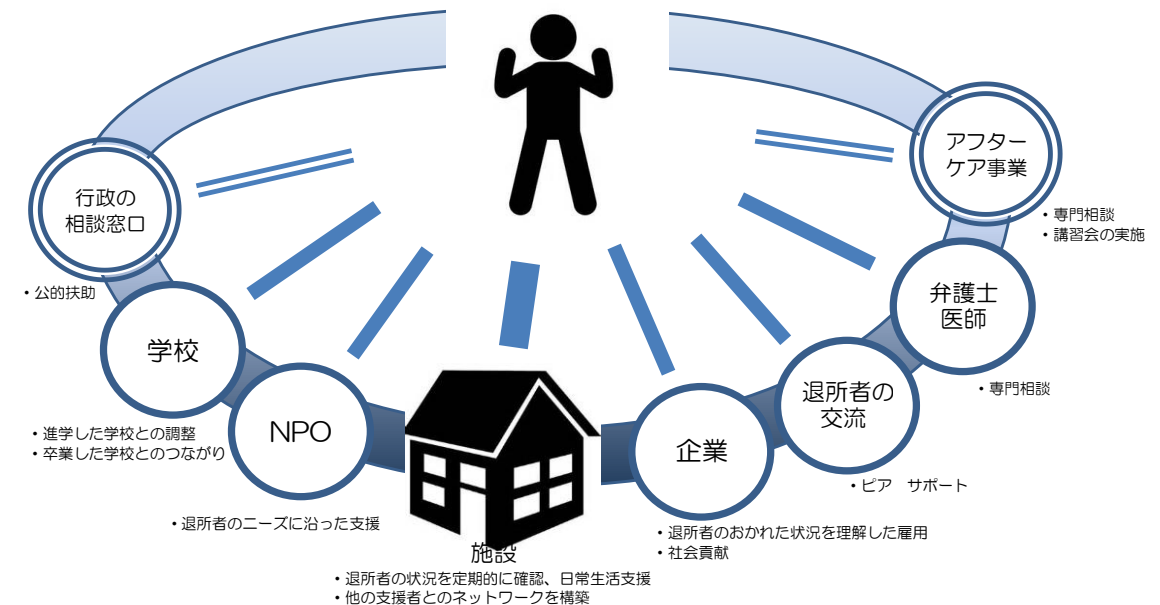 行政の
相談窓口
・公的扶助
学校
・進学した学校との調整
・卒業した学校とのつながり
NPO
・退所者のニーズに沿った支援
施設
・退所者の状況を定期的に確認、日常生活支援
・他の支援者とのネットワークを構築
企業
・退所者のおかれた状況を理解した雇用
・社会貢献
退所者の
交流
・ピア　サポート
弁護士
医師
・専門相談
アフター
ケア事業
・専門相談
・講習会の実施